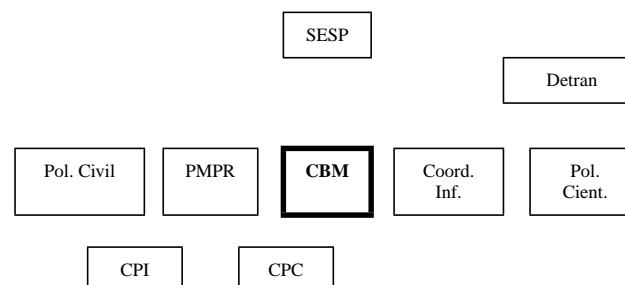 SESP
Detran
Pol. Civil
PMPR
CBM
Coord.
Inf.
Pol.
Cient.
CPI
CPC